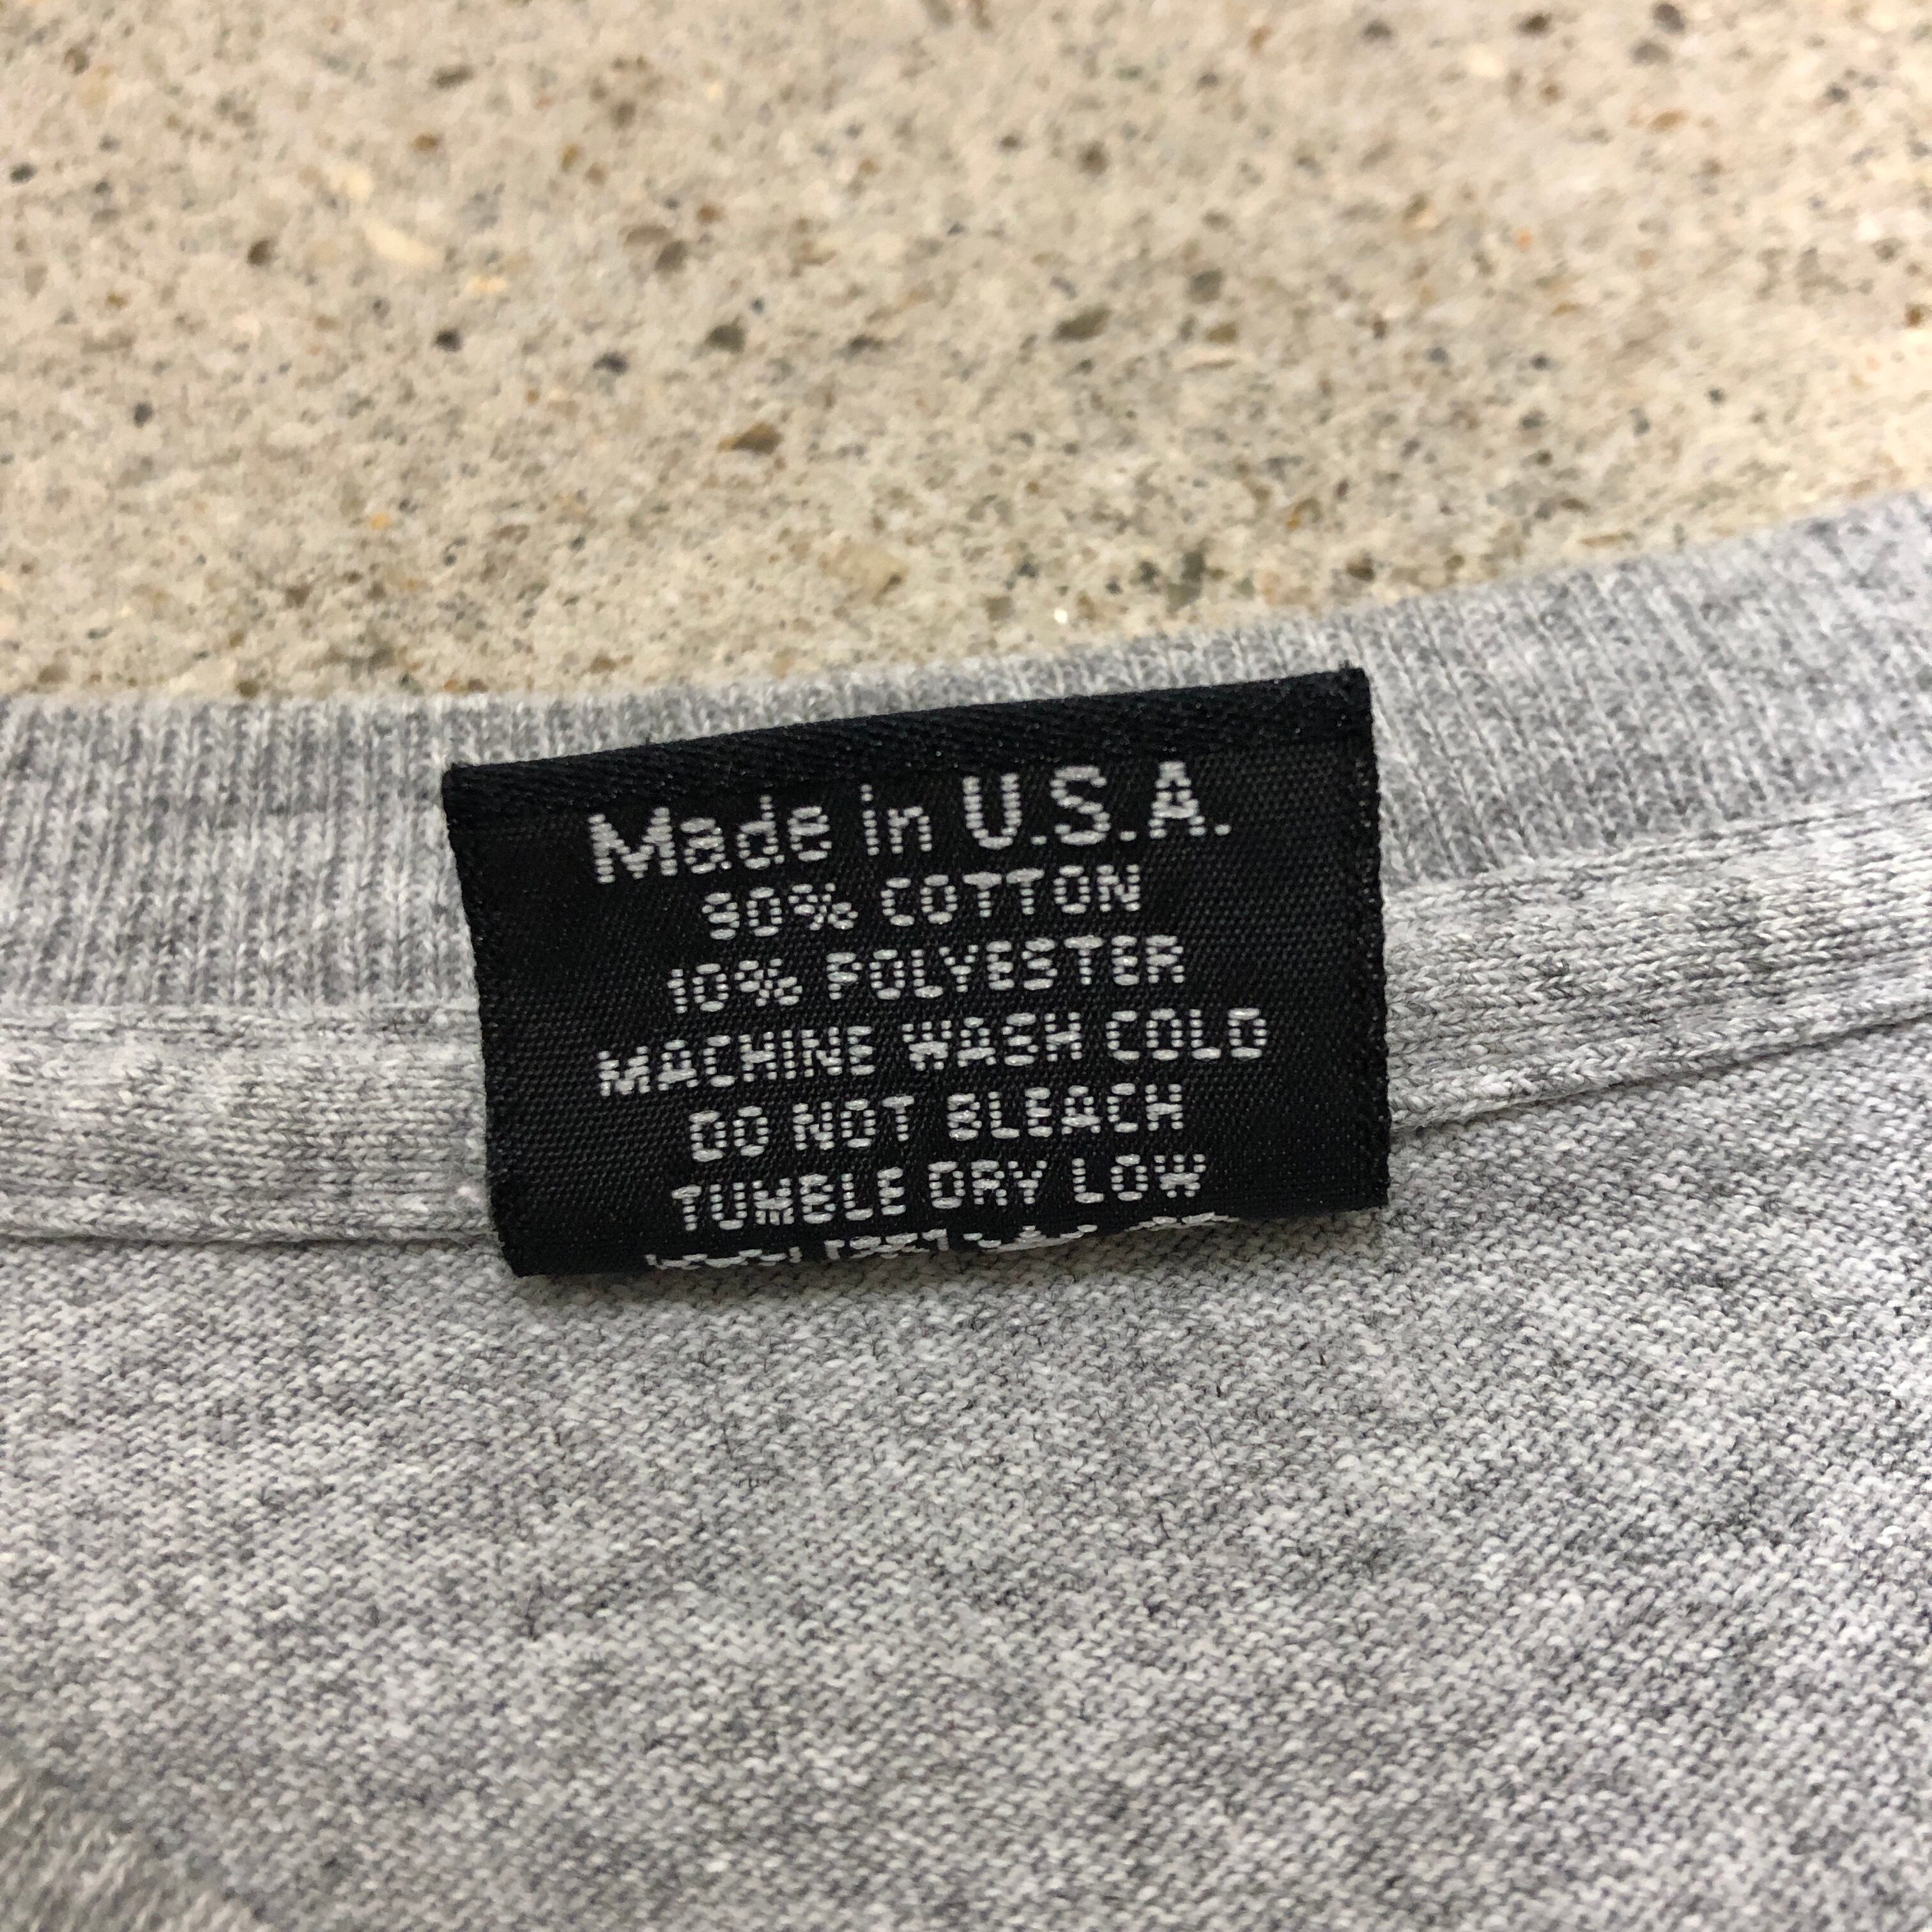 Made in U.S.A.
90% COTTON
10% POLYESTER
MACHINE WASH COLD
DO NOT BLEACH
TUMBLE DRY LOW